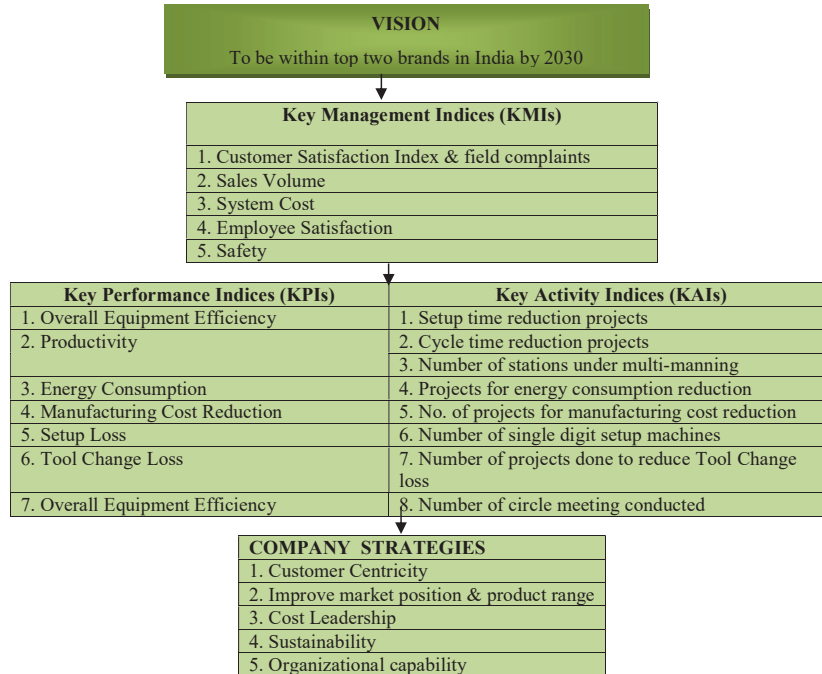 VISION
To be within top two brands in India by 2030
Key Management Indices (KMIs)
1. Customer Satisfaction Index & field complaints
2. Sales Volume
3. System Cost
4. Employee Satisfaction
5. Safety
Key Performance Indices (KPIs)
Key Activity Indices (KAIs)
1. Overall Equipment Efficiency
1. Setup time reduction projects
2. Productivity
2. Cycle time reduction projects
3. Number of stations under multi-manning
3. Energy Consumption
4. Projects for energy consumption reduction
4. Manufacturing Cost Reduction
5. No. of projects for manufacturing cost reduction
5. Setup Loss
6. Number of single digit setup machines
6. Tool Change Loss
7. Number of projects done to reduce Tool Change
loss
7. Overall Equipment Efficiency
8. Number of circle meeting conducted
COMPANY STRATEGIES
1. Customer Centricity
2. Improve market position & product range
3. Cost Leadership
4. Sustainability
5. Organizational capability